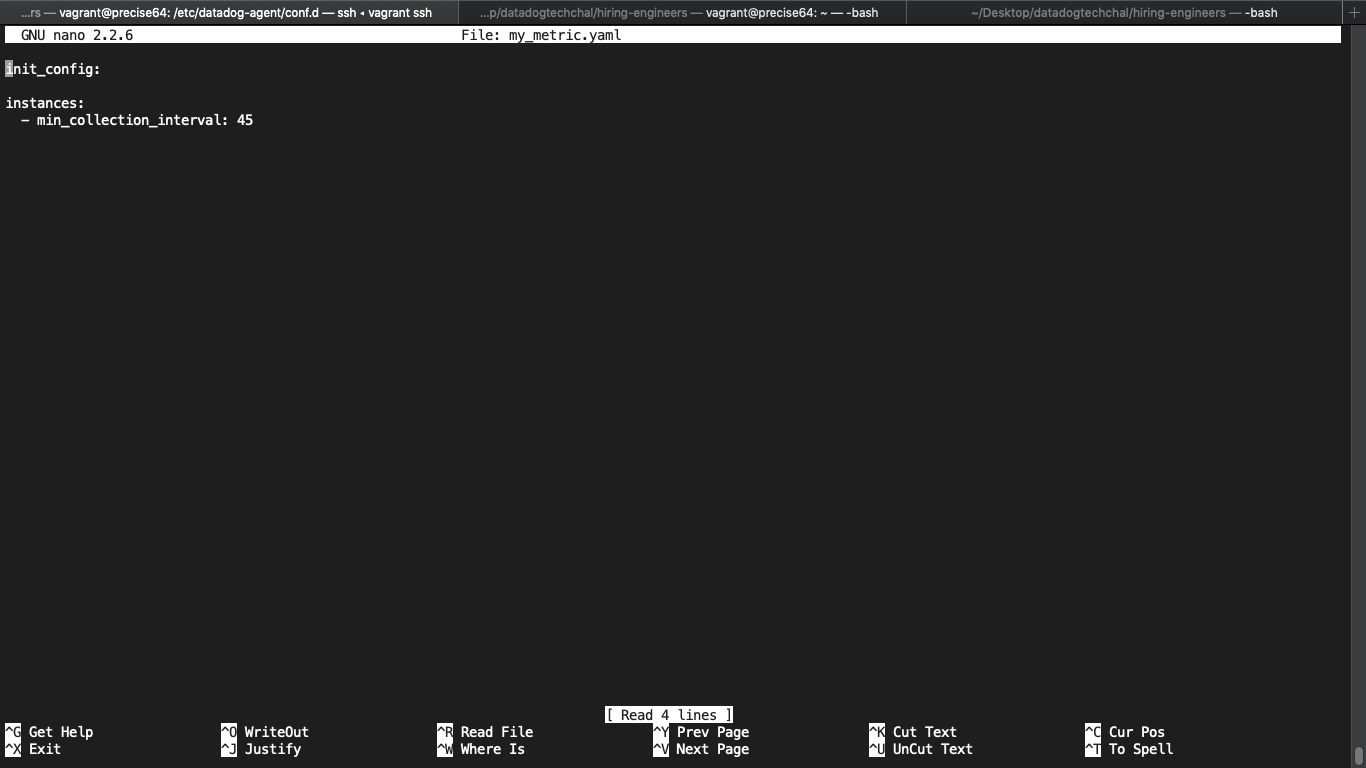 ...rs — vagrant@precise64: /etc/datadog-agent/conf.d — ssh ◂ vagrant ssh
...p/datadogtechchal/hiring-engineers — vagrant@precise64: ~ — -bash
~/Desktop/datadogtechchal/hiring-engineers — -bash
+
GNU nano 2.2.6 File: my_metric.yaml
init_config:
instances:
- min_collection_interval: 45
[ Read 4 lines ]
^G Get Help ^O WriteOut ^R Read File ^Y Prev Page ^K Cut Text ^C Cur Pos
^X Exit ^J Justify ^W Where Is ^V Next Page ^U UnCut Text ^T To Spell